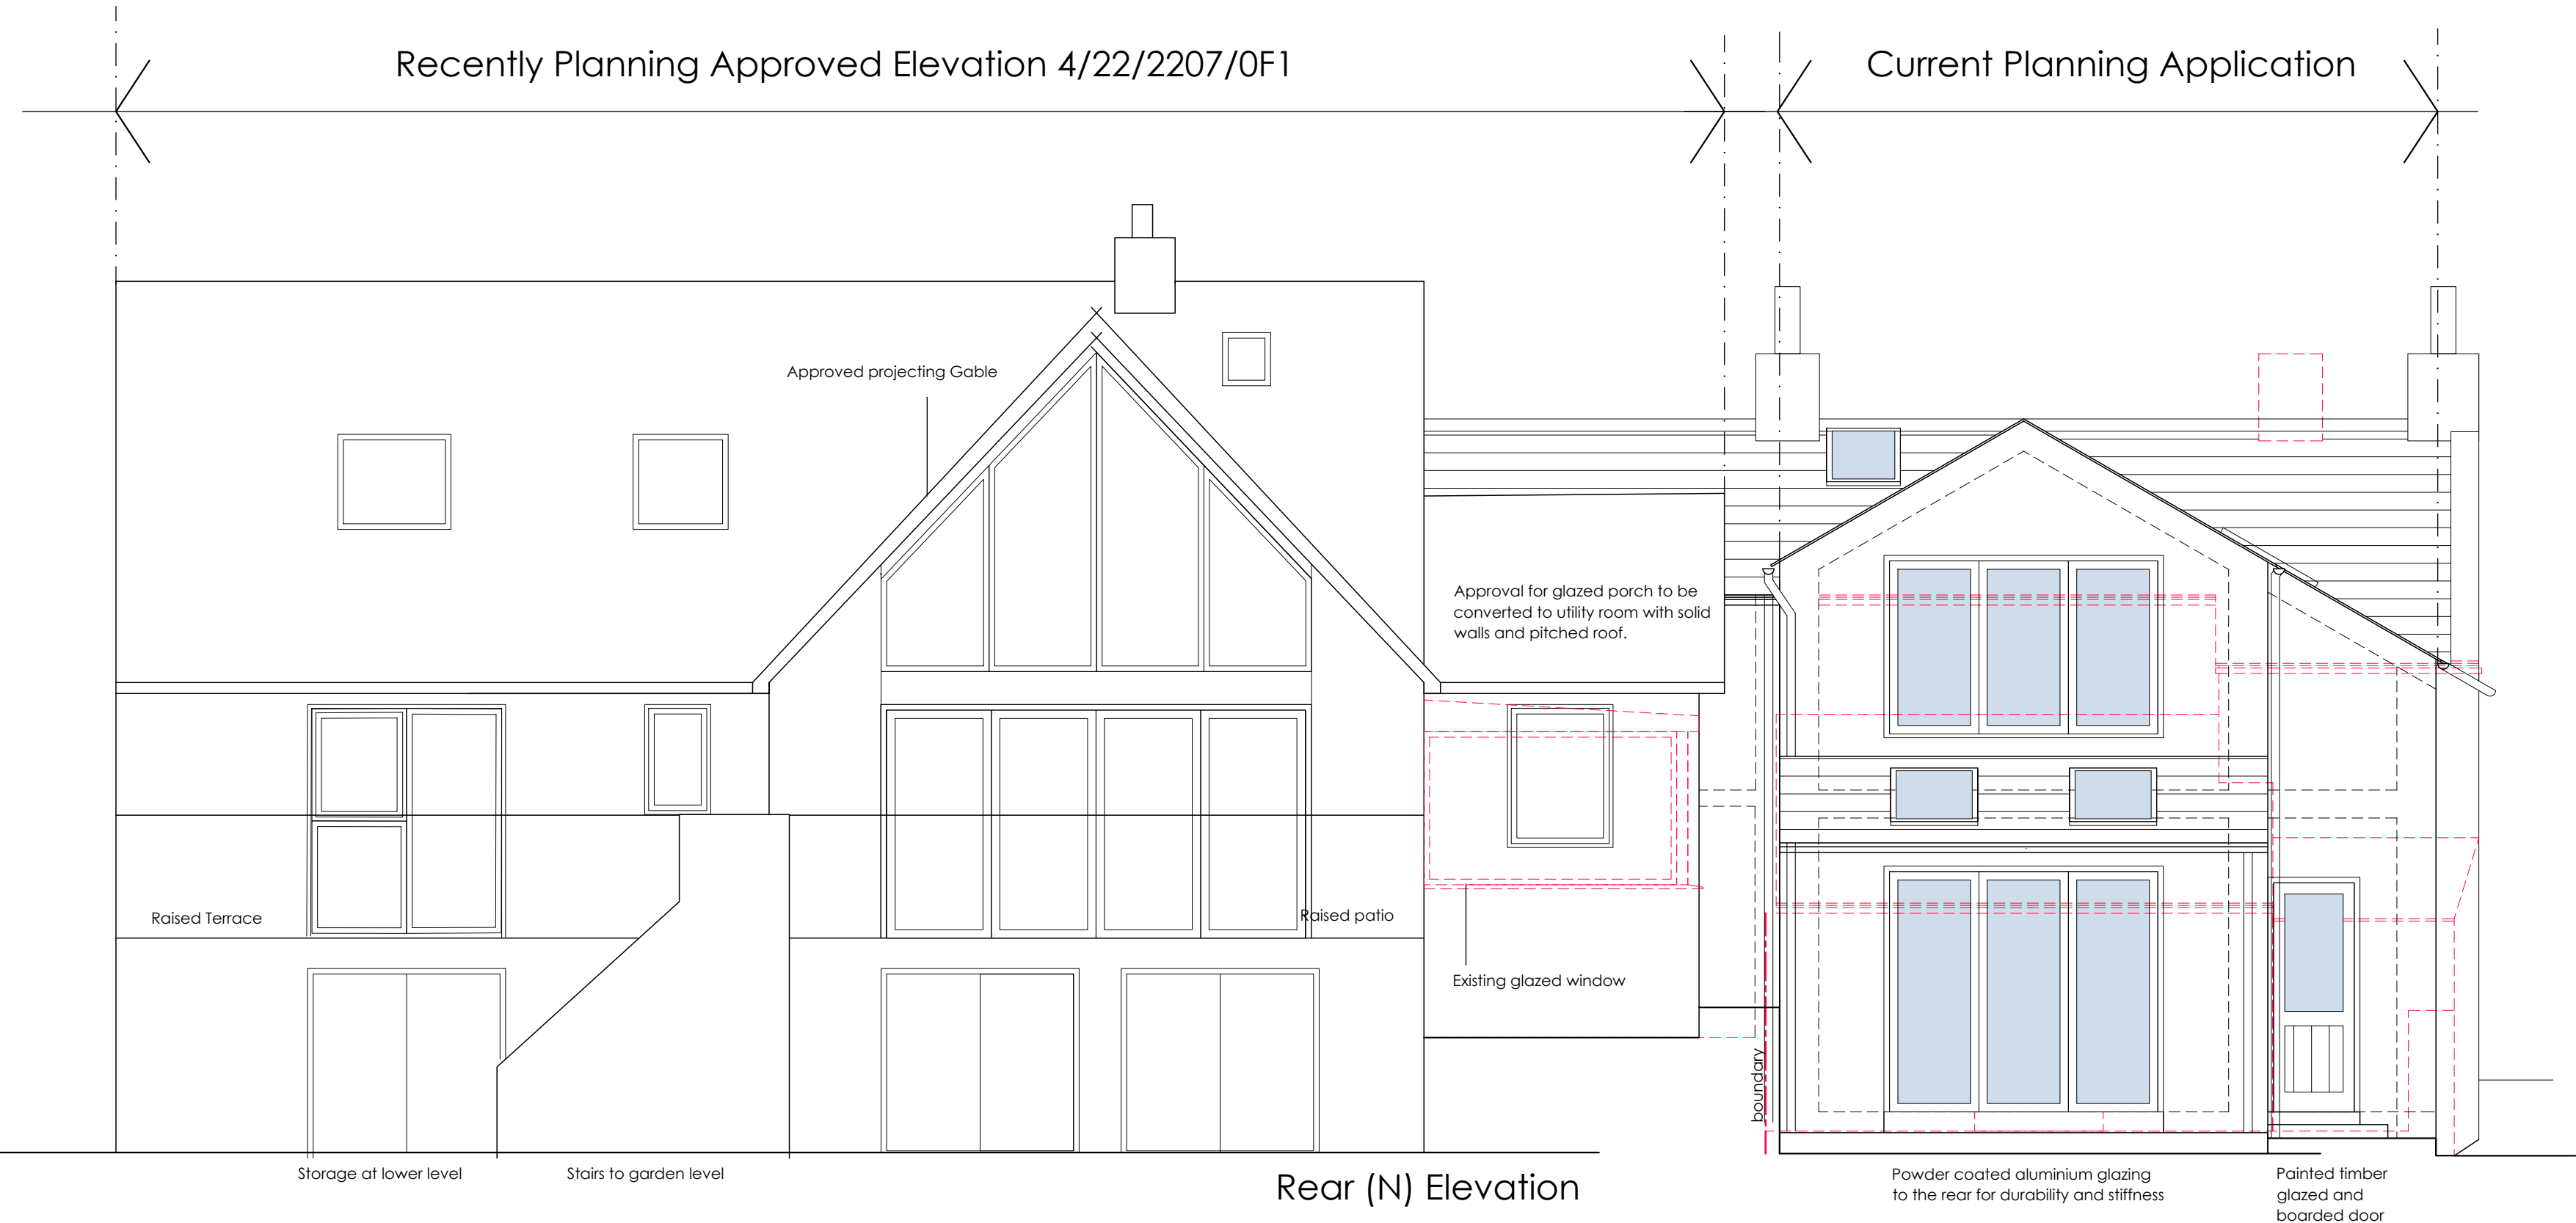 Recently Planning Approved Elevation 4/22/2207/0F1
Current Planning Application
Approved projecting Gable
Approval for glazed porch to be
converted to utility room with solid
walls and pitched roof.
Raised Terrace
Raised patio
Existing glazed window
boundary
Storage at lower level
Stairs to garden level
Rear (N) Elevation
Powder coated aluminium glazing
to the rear for durability and stiffness
Painted timber
glazed and
boarded door